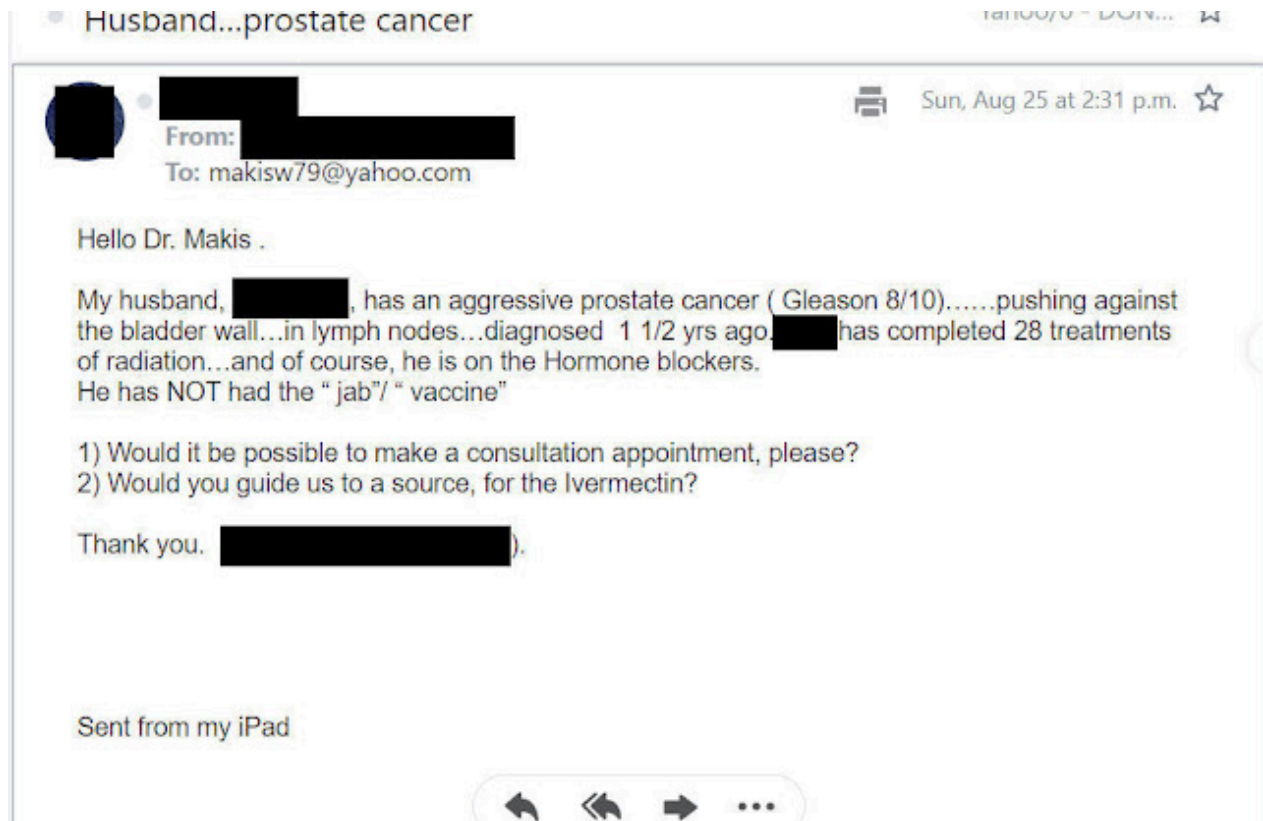 Husband...prostate cancer
Sun, Aug 25 at 2:31 p.m.
From:
To: makisw79@yahoo.com
Hello Dr. Makis .
My husband, , has an aggressive prostate cancer ( Gleason 8/10)......pushing against
the bladder wall...in lymph nodes...diagnosed 1 1/2 yrs ago. has completed 28 treatments
of radiation...and of course, he is on the Hormone blockers.
He has NOT had the “ jab”/ “ vaccine”
1) Would it be possible to make a consultation appointment, please?
2) Would you guide us to a source, for the Ivermectin?
Thank you. ).
Sent from my iPad